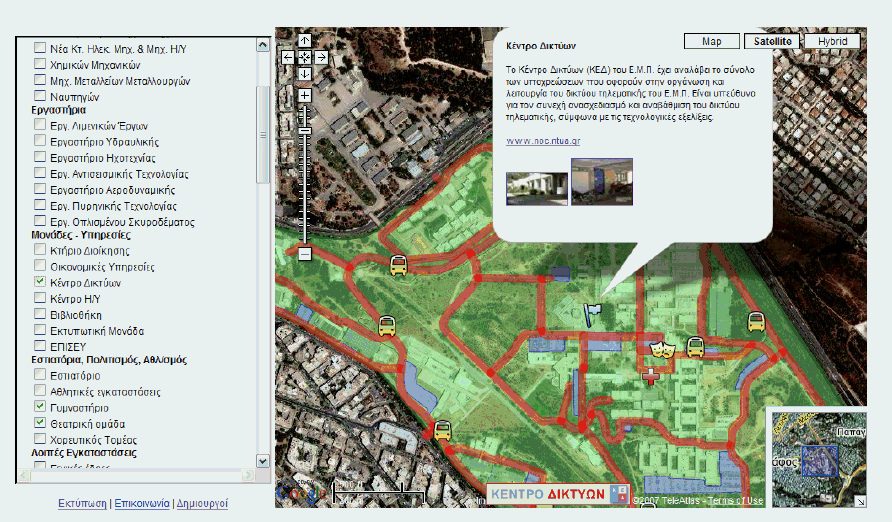 Νέα Κτ. Ηλεκ. Μηχ. & Μηχ. Η/Υ
Χημικών Μηχανικών
Μηχ. Μεταλλείων Μεταλλουργών
Ναυπηγών
Εργαστήρια
Εργ. Λιμενικών Έργων
Εργαστήριο Υδραυλικής
Εργαστήριο Ηχοτεχνίας
Εργ. Αντισεισμικής Τεχνολογίας
Εργαστήριο Αεροδυναμικής
Εργ. Πυρηνικής Τεχνολογίας
Εργ. Οπλισμένου Σκυροδέματος
Μονάδες - Υπηρεσίες
Κτήριο Διοίκησης
Οικονομικές Υπηρεσίες
Κέντρο Δικτύων
Κέντρο Η/Υ
Βιβλιοθήκη
Εκτυπωτική Μονάδα
ΕΠΙΣΕΥ
Εστιατόρια, Πολιτισμός, Αθλ/σμός
Εστιατόριο
Αθλητικές εγκαταστάσεις
Γυμναστήριο
Θεατρική ομάδα
Χορευτικός Τομέας
Λοιπές Εγκαταστάσεις
Εκτύπωση | Επικοινωνία | Δημιουργοί
Κέντρο Δικτύων
Το Κέντρο Δικτύων (ΚΕΔ) του Ε.Μ.Π. έχει αναλάβει το σύνολο
των υποχρεώσεων που αφορούν στην οργάνωση και
λειτουργία του δικτύου τηλεματικής του Ε.Μ.Π. Είναι υπεύθυνο
για τον συνεχή ανασχεδιασμό και αναβάθμιση του δικτύου
τηλεματικής, σύμφωνα με τις τεχνολογικές εξελίξεις.
www.noc.ntua.gr
Map Satellite Hybrid
Παπαγ
άφος
Google
ΚΕΝΤΡΟ ΔΙΚΤΥΩΝ
©2007 TeleAtlas - Terms of Use